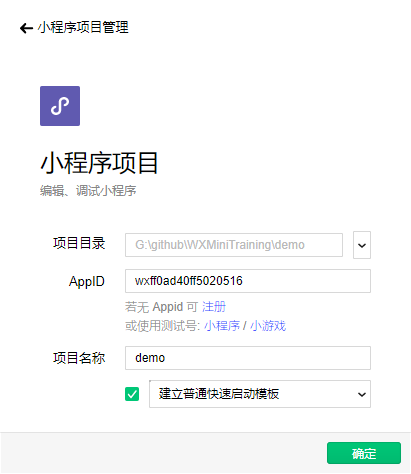 小程序项目管理
小程序项目
编辑、调试小程序
项目目录 G:\github\WXMiniTraining\demo
AppID wxff0ad40ff5020516
若无 Appid 可 注册
或使用测试号: 小程序 / 小游戏
项目名称 demo
建立普通快速启动模板
确定